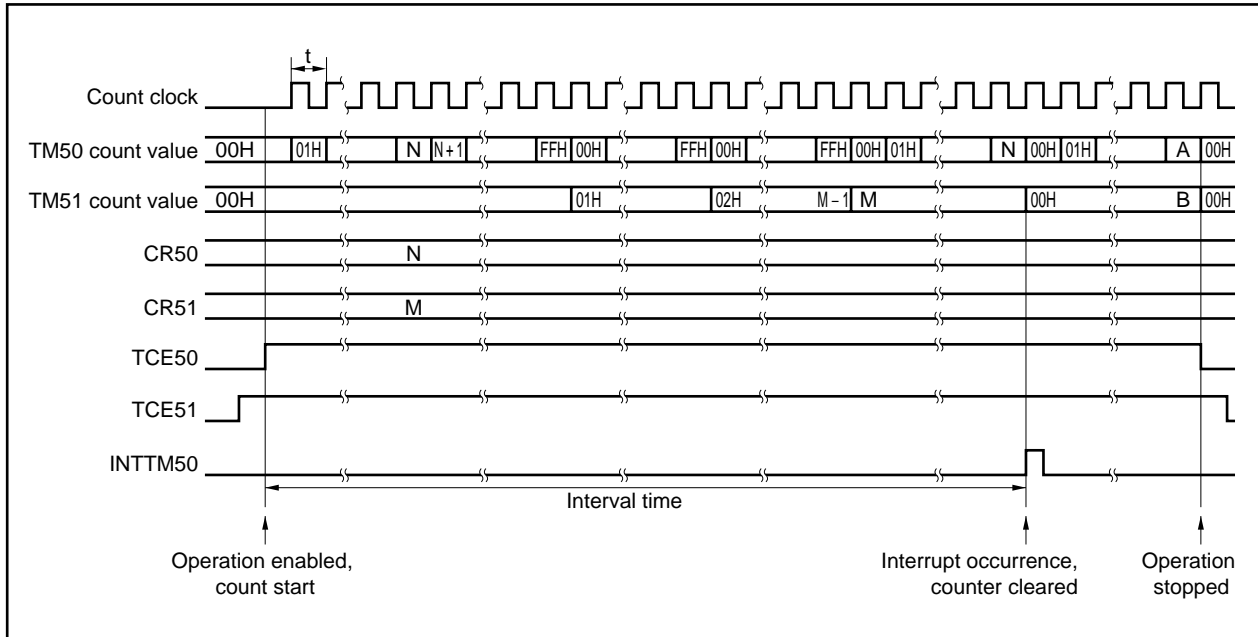 t
Count clock
TM50 count value 00H 01H N N + 1 FFH 00H FFH 00H FFH 00H 01H N 00H 01H A 00H
TM51 count value 00H 01H 02H M – 1 M 00H B 00H
CR50 N
CR51 M
TCE50
TCE51
INTTM50
Interval time
Operation enabled,
count start
Interrupt occurrence,
counter cleared
Operation
stopped